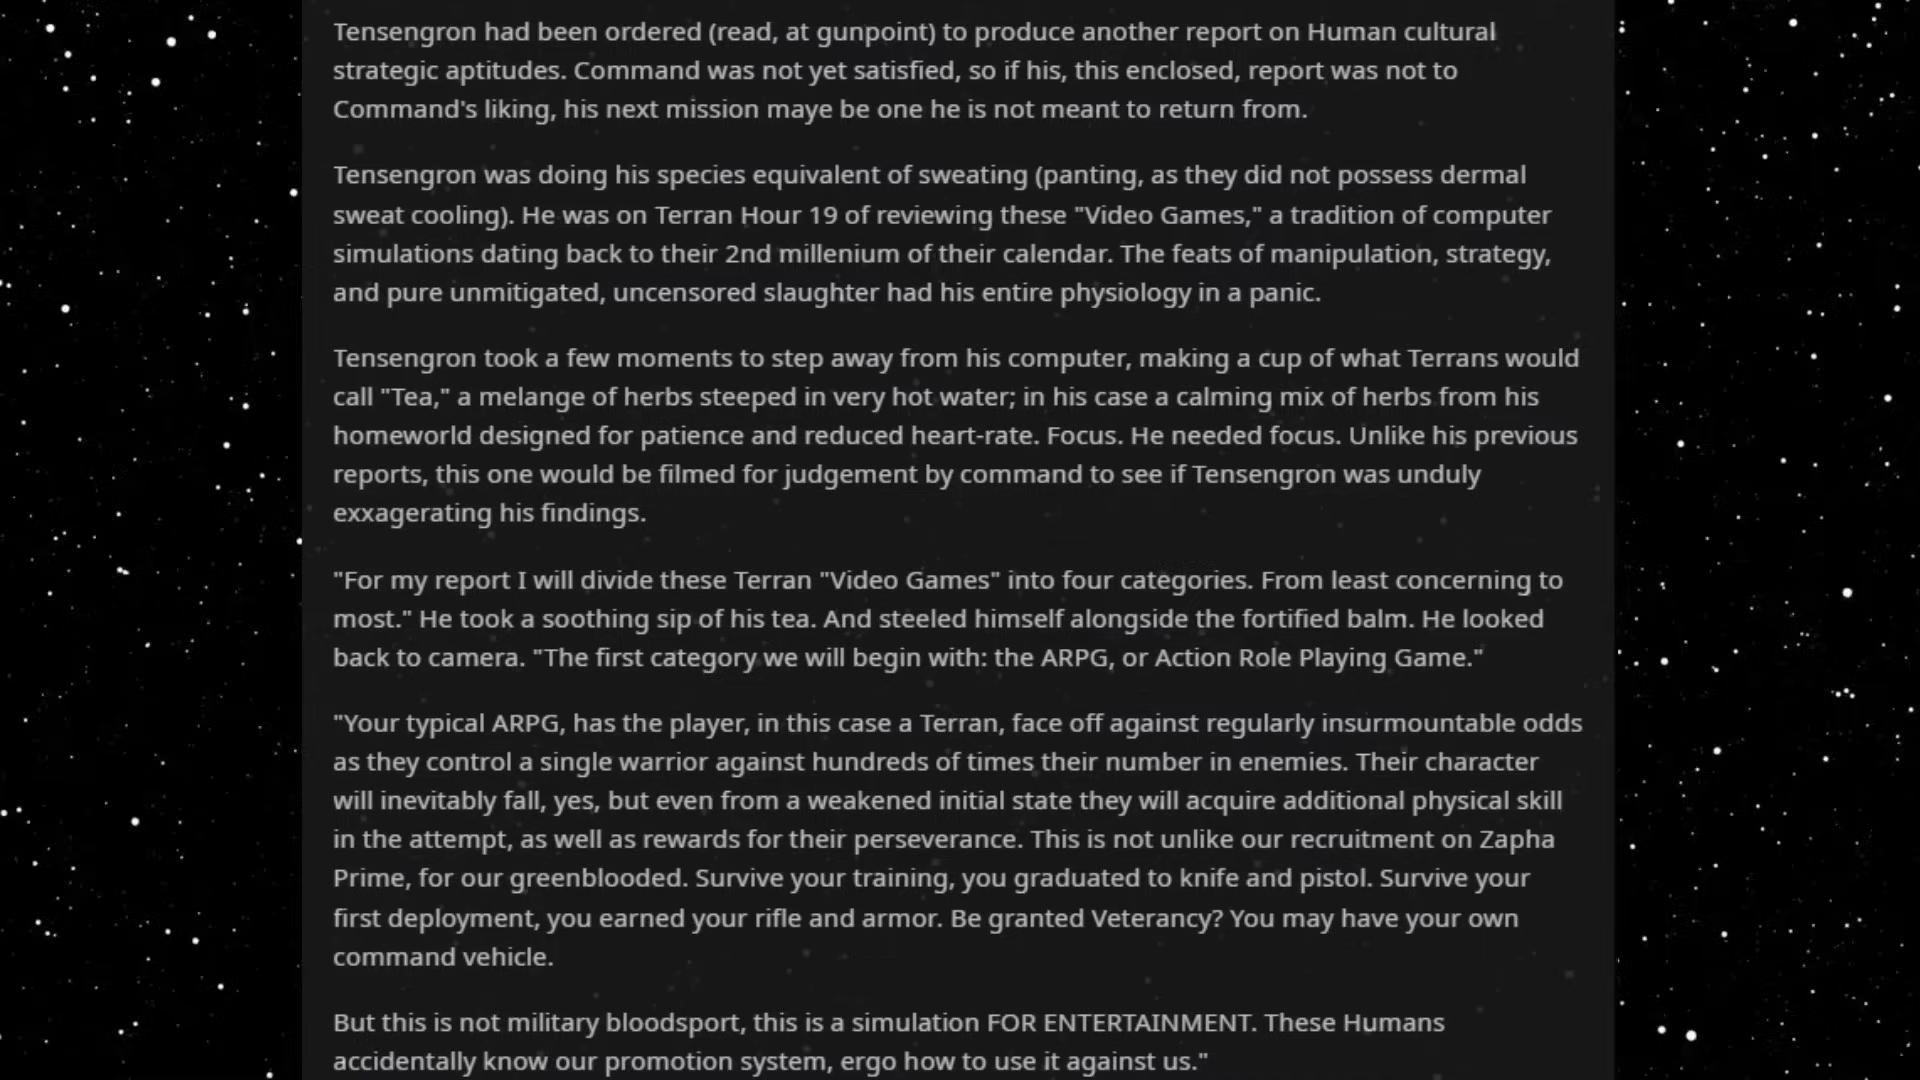 Tensengron had been ordered (read, at gunpoint) to produce another report on Human cultural
strategic aptitudes. Command was not yet satisfied, so if his, this enclosed, report was not to
Command's liking, his next mission maye be one he is not meant to return from.
Tensengron was doing his species equivalent of sweating (panting, as they did not possess dermal
sweat cooling). He was on Terran Hour 19 of reviewing these "Video Games," a tradition of computer
simulations dating back to their 2nd millenium of their calendar. The feats of manipulation, strategy,
and pure unmitigated, uncensored slaughter had his entire physiology in a panic.
Tensengron took a few moments to step away from his computer, making a cup of what Terrans would
call "Tea," a melange of herbs steeped in very hot water; in his case a calming mix of herbs from his
homeworld designed for patience and reduced heart-rate. Focus. He needed focus. Unlike his previous
reports, this one would be filmed for judgement by command to see if Tensengron was unduly
exxagerating his findings.
"For my report I will divide these Terran "Video Games" into four categories. From least concerning to
most." He took a soothing sip of his tea. And steeled himself alongside the fortified balm. He looked
back to camera. "The first category we will begin with: the ARPG, or Action Role Playing Game."
"Your typical ARPG, has the player, in this case a Terran, face off against regularly insurmountable odds
as they control a single warrior against hundreds of times their number in enemies. Their character
will inevitably fall, yes, but even from a weakened initial state they will acquire additional physical skill
in the attempt, as well as rewards for their perseverance. This is not unlike our recruitment on Zapha
Prime, for our greenblooded. Survive your training, you graduated to knife and pistol. Survive your
first deployment, you earned your rifle and armor. Be granted Veterancy? You may have your own
command vehicle.
But this is not military bloodsport, this is a simulation FOR ENTERTAINMENT. These Humans
accidentally know our promotion system, ergo how to use it against us."